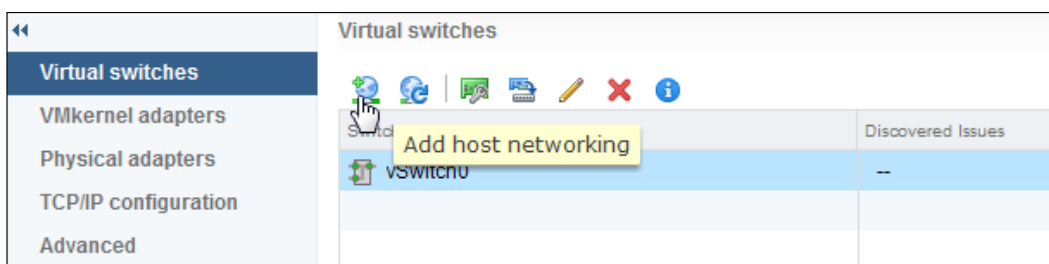 Virtual switches
Virtual switches
VMkernel adapters
Physical adapters
TCP/IP configuration
Advanced
Add host networking
Discovered Issues
vSwitch0
--